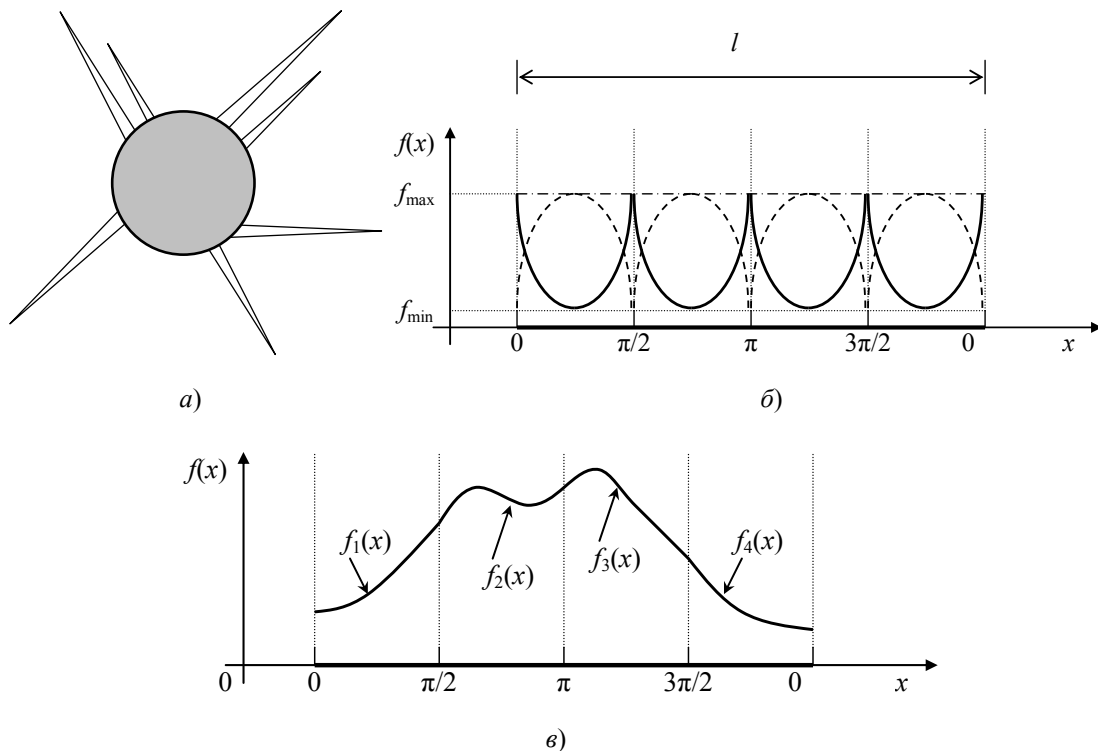 l
f(x)
f_max
f_min
0 π/2 π 3π/2 0 x
а) б)
f(x)
f_1(x) f_2(x) f_3(x) f_4(x)
0 0 π/2 π 3π/2 0 x
в)